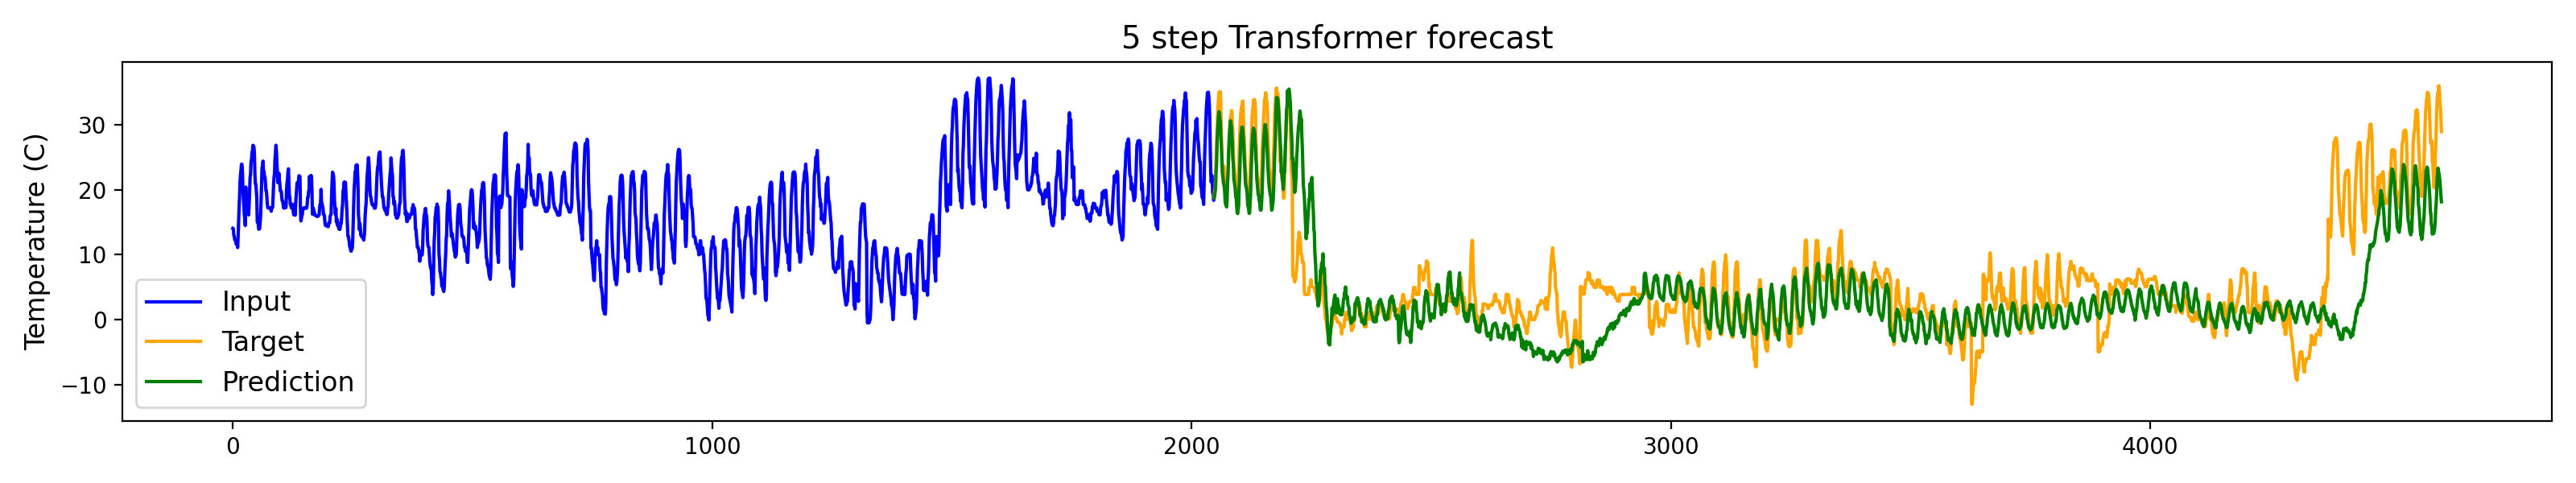 5 step Transformer forecast
Temperature (C)
30
20
10
0
−10
Input
Target
Prediction
0 1000 2000 3000 4000